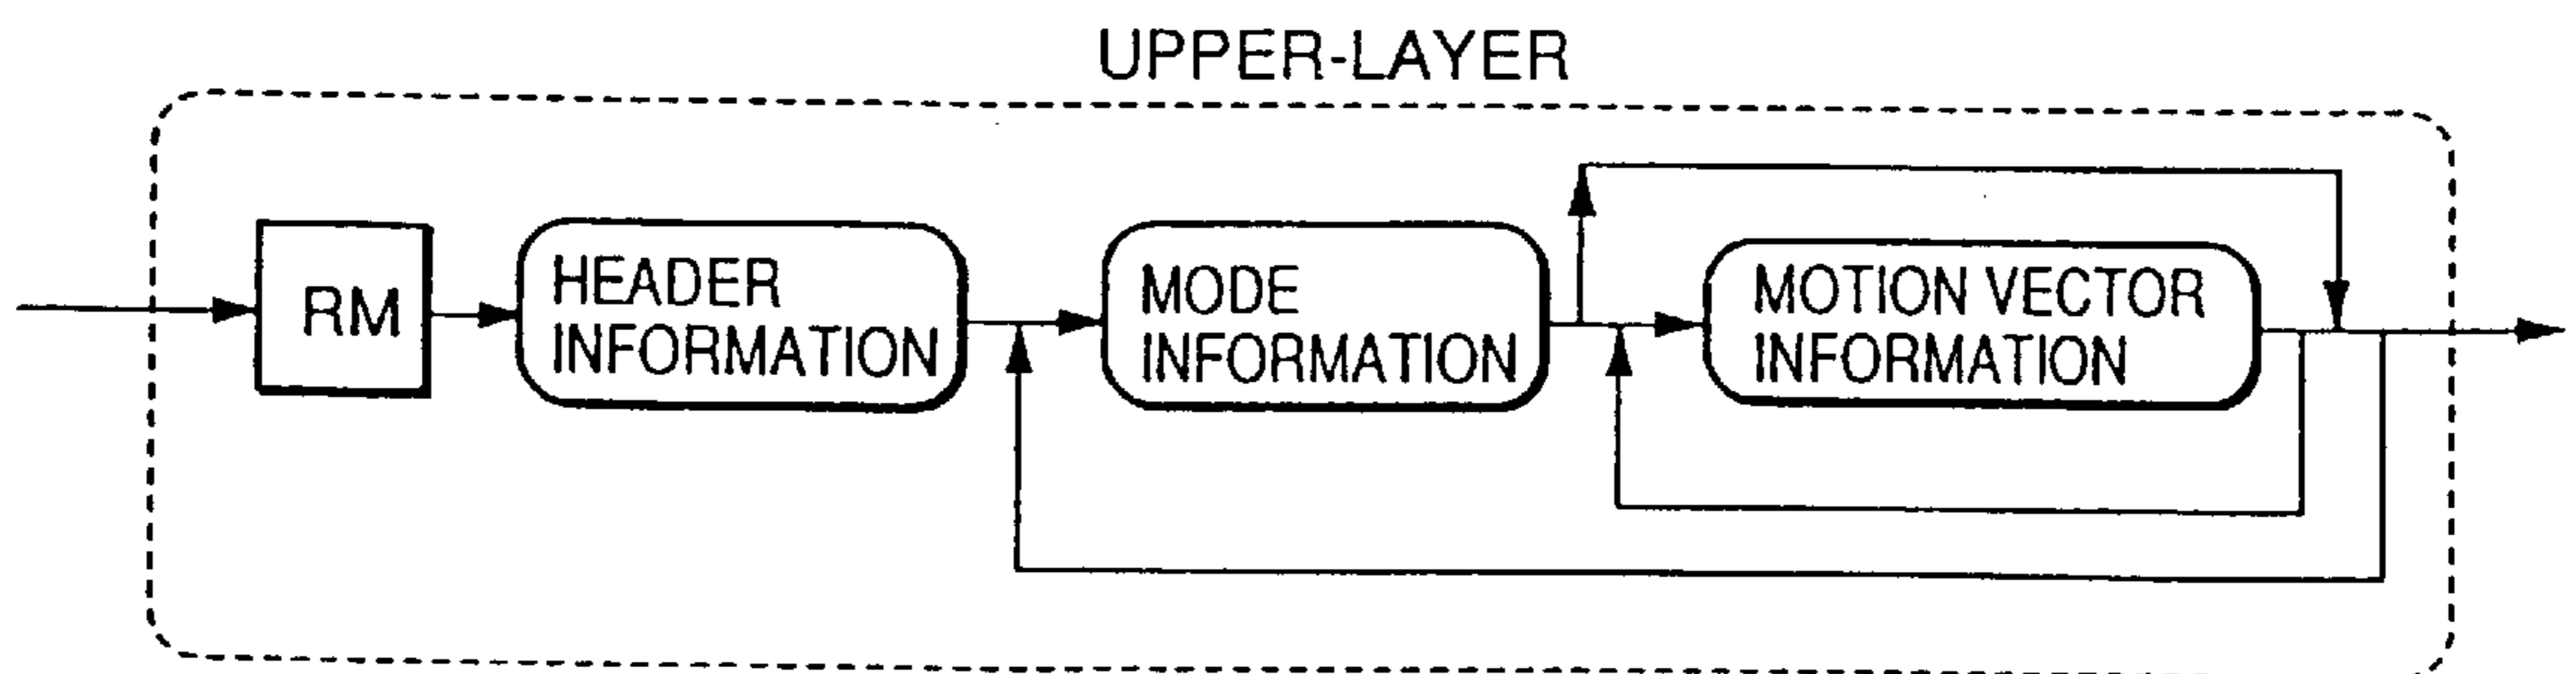 UPPER-LAYER
RM
HEADER
INFORMATION
MODE
INFORMATION
MOTION VECTOR
INFORMATION